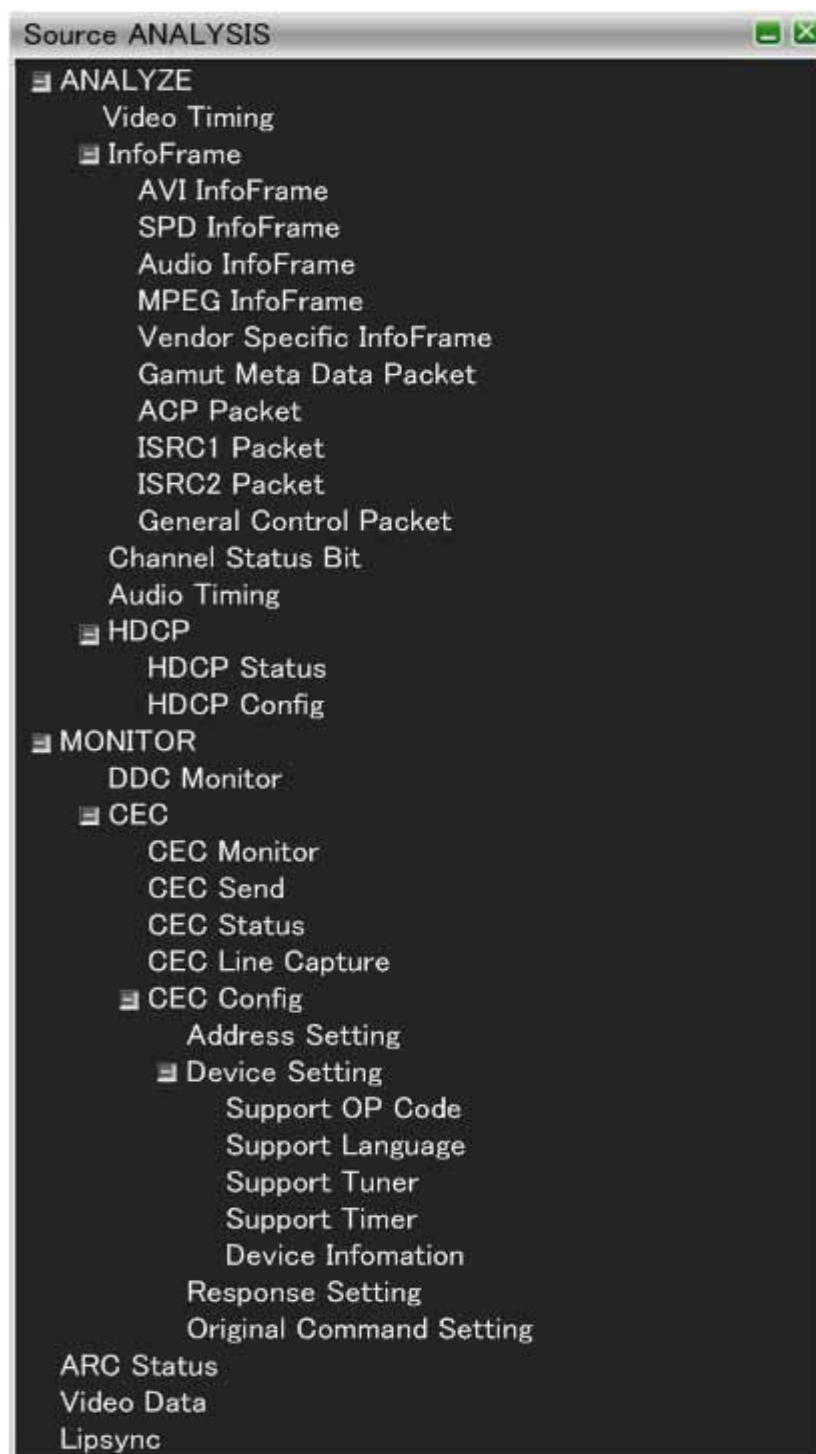 Source ANALYSIS
ANALYZE
Video Timing
InfoFrame
AVI InfoFrame
SPD InfoFrame
Audio InfoFrame
MPEG InfoFrame
Vendor Specific InfoFrame
Gamut Meta Data Packet
ACP Packet
ISRC1 Packet
ISRC2 Packet
General Control Packet
Channel Status Bit
Audio Timing
HDCP
HDCP Status
HDCP Config
MONITOR
DDC Monitor
CEC
CEC Monitor
CEC Send
CEC Status
CEC Line Capture
CEC Config
Address Setting
Device Setting
Support OP Code
Support Language
Support Tuner
Support Timer
Device Infomation
Response Setting
Original Command Setting
ARC Status
Video Data
Lipsync